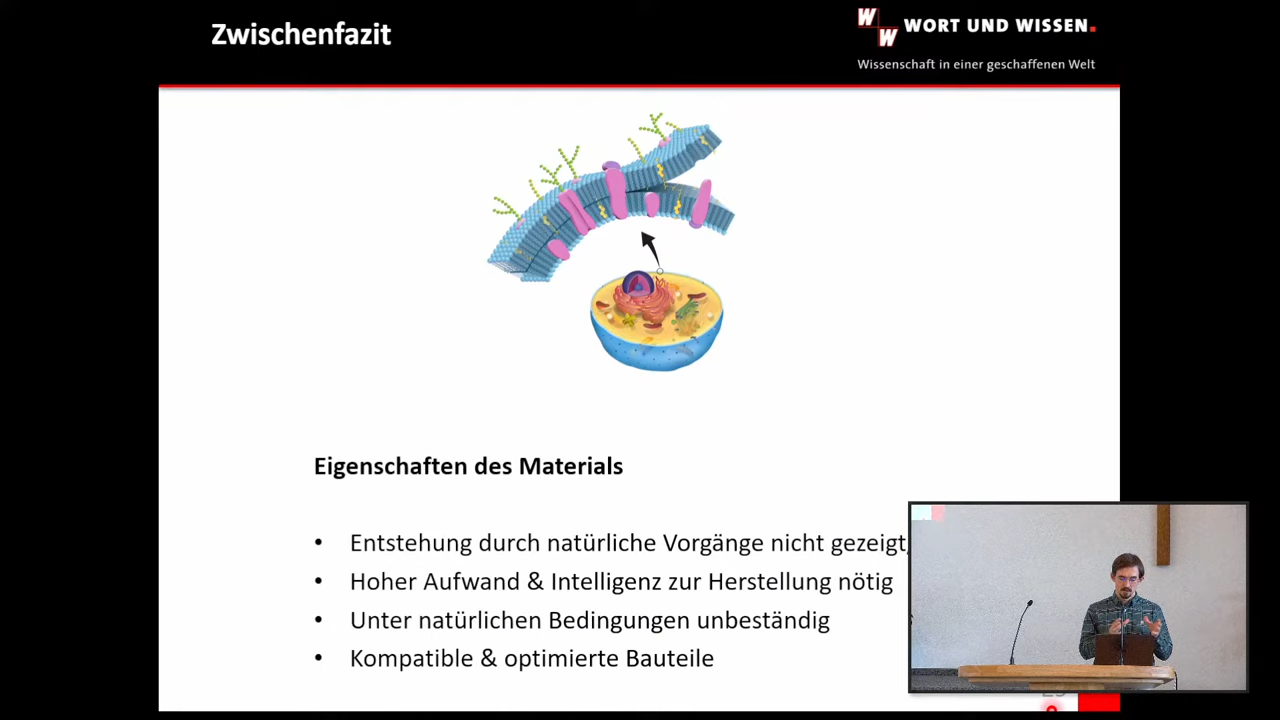 Zwischenfazit
W
W
WORT UND WISSEN.
Wissenschaft in einer geschaffenen Welt
Eigenschaften des Materials
• Entstehung durch natürliche Vorgänge nicht gezeigt,
• Hoher Aufwand & Intelligenz zur Herstellung nötig
• Unter natürlichen Bedingungen unbeständig
• Kompatible & optimierte Bauteile